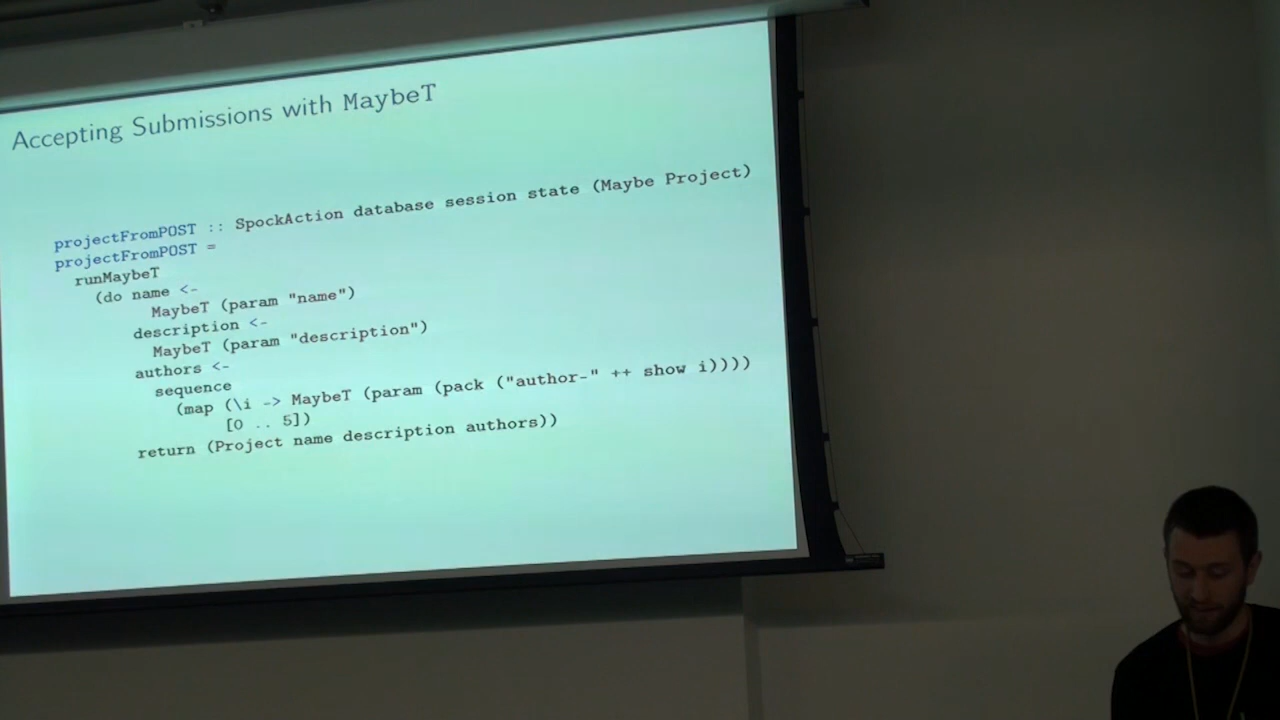 Accepting Submissions with MaybeT
projectFromPOST :: SpockAction database session state (Maybe Project)
projectFromPOST =
runMaybeT
(do name <-
MaybeT (param "name")
description <-
MaybeT (param "description")
authors <-
sequence
(map (\i -> MaybeT (param (pack ("author-" ++ show i))))
[0 .. 5])
return (Project name description authors))